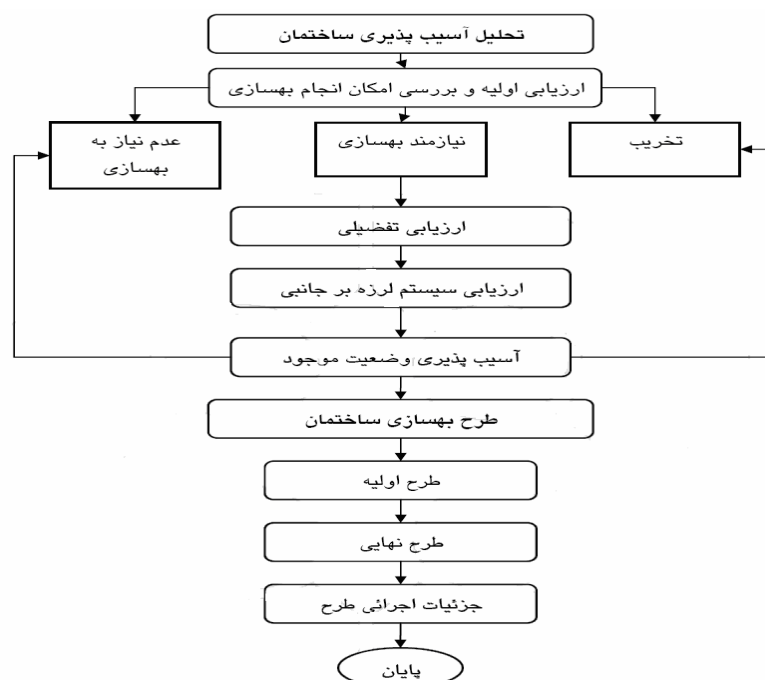 تحلیل آسیب پذیری ساختمان
ارزیابی اولیه و بررسی امکان انجام بهسازی
عدم نیاز به
بهسازی
نیازمند بهسازی
تخریب
ارزیابی تفضیلی
ارزیابی سیستم لرزه بر جانبی
آسیب پذیری وضعیت موجود
طرح بهسازی ساختمان
طرح اولیه
طرح نهایی
جزئیات اجرائی طرح
پایان